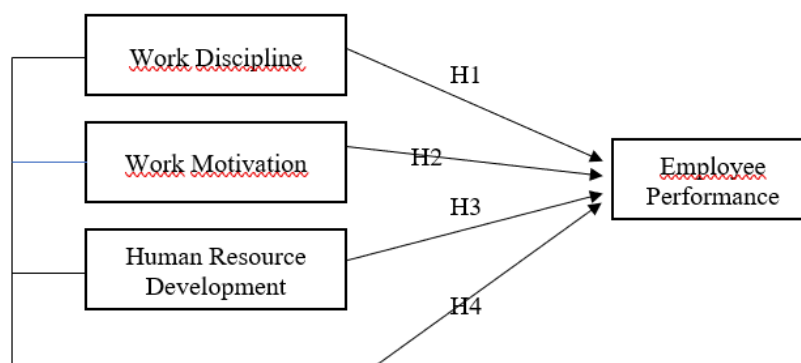 Work Discipline
H1
Work Motivation
H2
Employee
Performance
H3
Human Resource
Development
H4